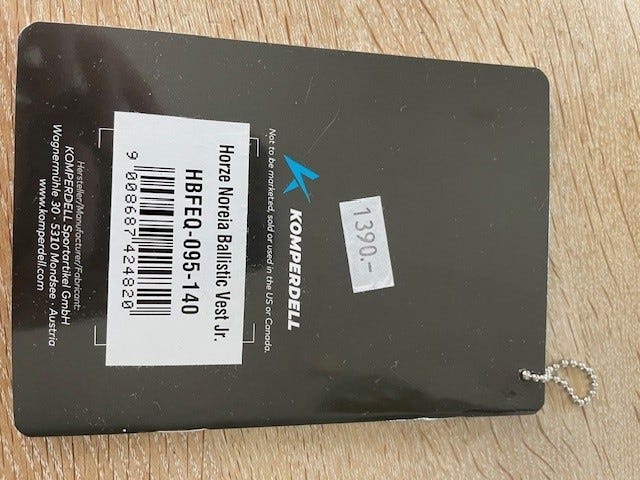 1390.-
KOMPERDELL
Not to be marketed, sold or used in the US or Canada.
Horze Noreia Ballistic Vest Jr.
HBFEQ-095-140
9 008687 424820
Hersteller/Manufacturer/Fabricant:
KOMPERDELL Sportartikel GmbH
Wagnermühle 30 · 5310 Mondsee · Austria
www.komperdell.com